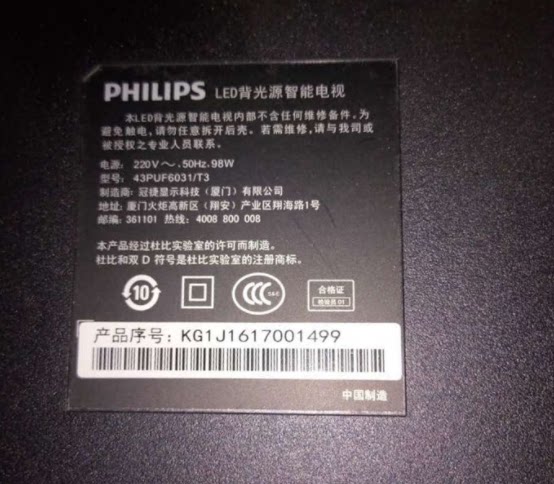 PHILIPS LED背光源智能电视
本LED背光源智能电视内部不含任何维修备件，为
避免触电，请勿任意拆开后壳。若需维修，请与我司或
被授权之专业人员联系。
电源: 220V～, 50Hz, 98W
型号: 43PUF6031/T3
制造商: 冠捷显示科技（厦门）有限公司
地址: 厦门火炬高新区（翔安）产业区翔海路1号
邮编: 361101 热线: 4008 800 008
本产品经过杜比实验室的许可而制造。
杜比和双 D 符号是杜比实验室的注册商标。
10
CCC S&E
合格证
检验员 01
产品序号: KG1J1617001499
中国制造